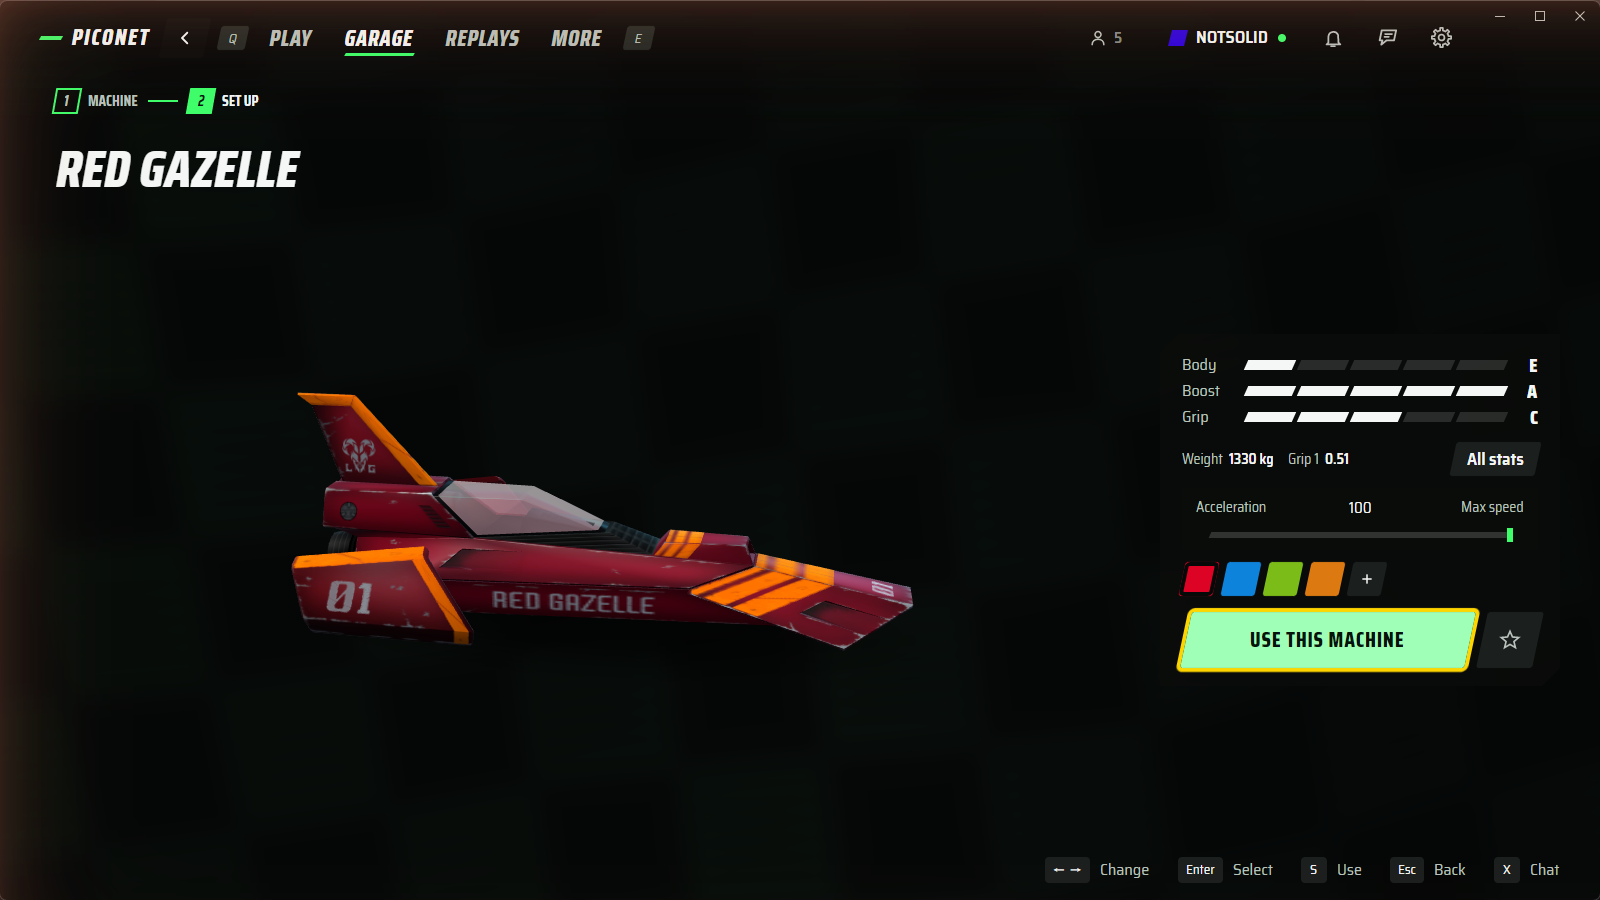 PICONET
Q
PLAY
GARAGE
REPLAYS
MORE
E
5
NOTSOLID
1 MACHINE
2 SET UP
RED GAZELLE
LVG
01
RED GAZELLE
01
Body E
Boost A
Grip C
Weight 1330 kg Grip 1 0.51
All stats
Acceleration 100 Max speed
+
USE THIS MACHINE
← → Change
Enter Select
S Use
Esc Back
X Chat